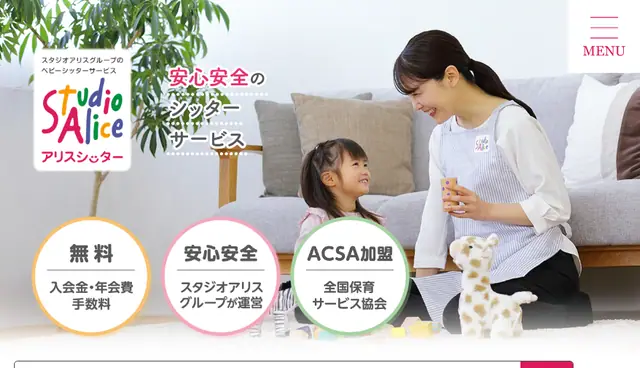 スタジオアリスグループの
ベビーシッターサービス
Studio
Alice
アリスシッター
安心安全の
シッター
サービス
MENU
Studio
Alice
無料
入会金・年会費
手数料
安心安全
スタジオアリス
グループが運営
ACSA加盟
全国保育
サービス協会